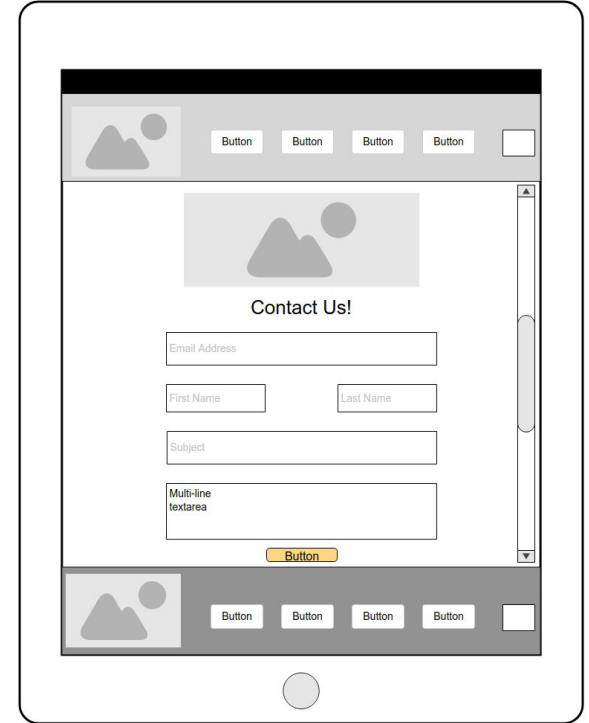 Button
Button
Button
Button
Contact Us!
Email Address
First Name
Last Name
Subject
Multi-line
textarea
Button
Button
Button
Button
Button